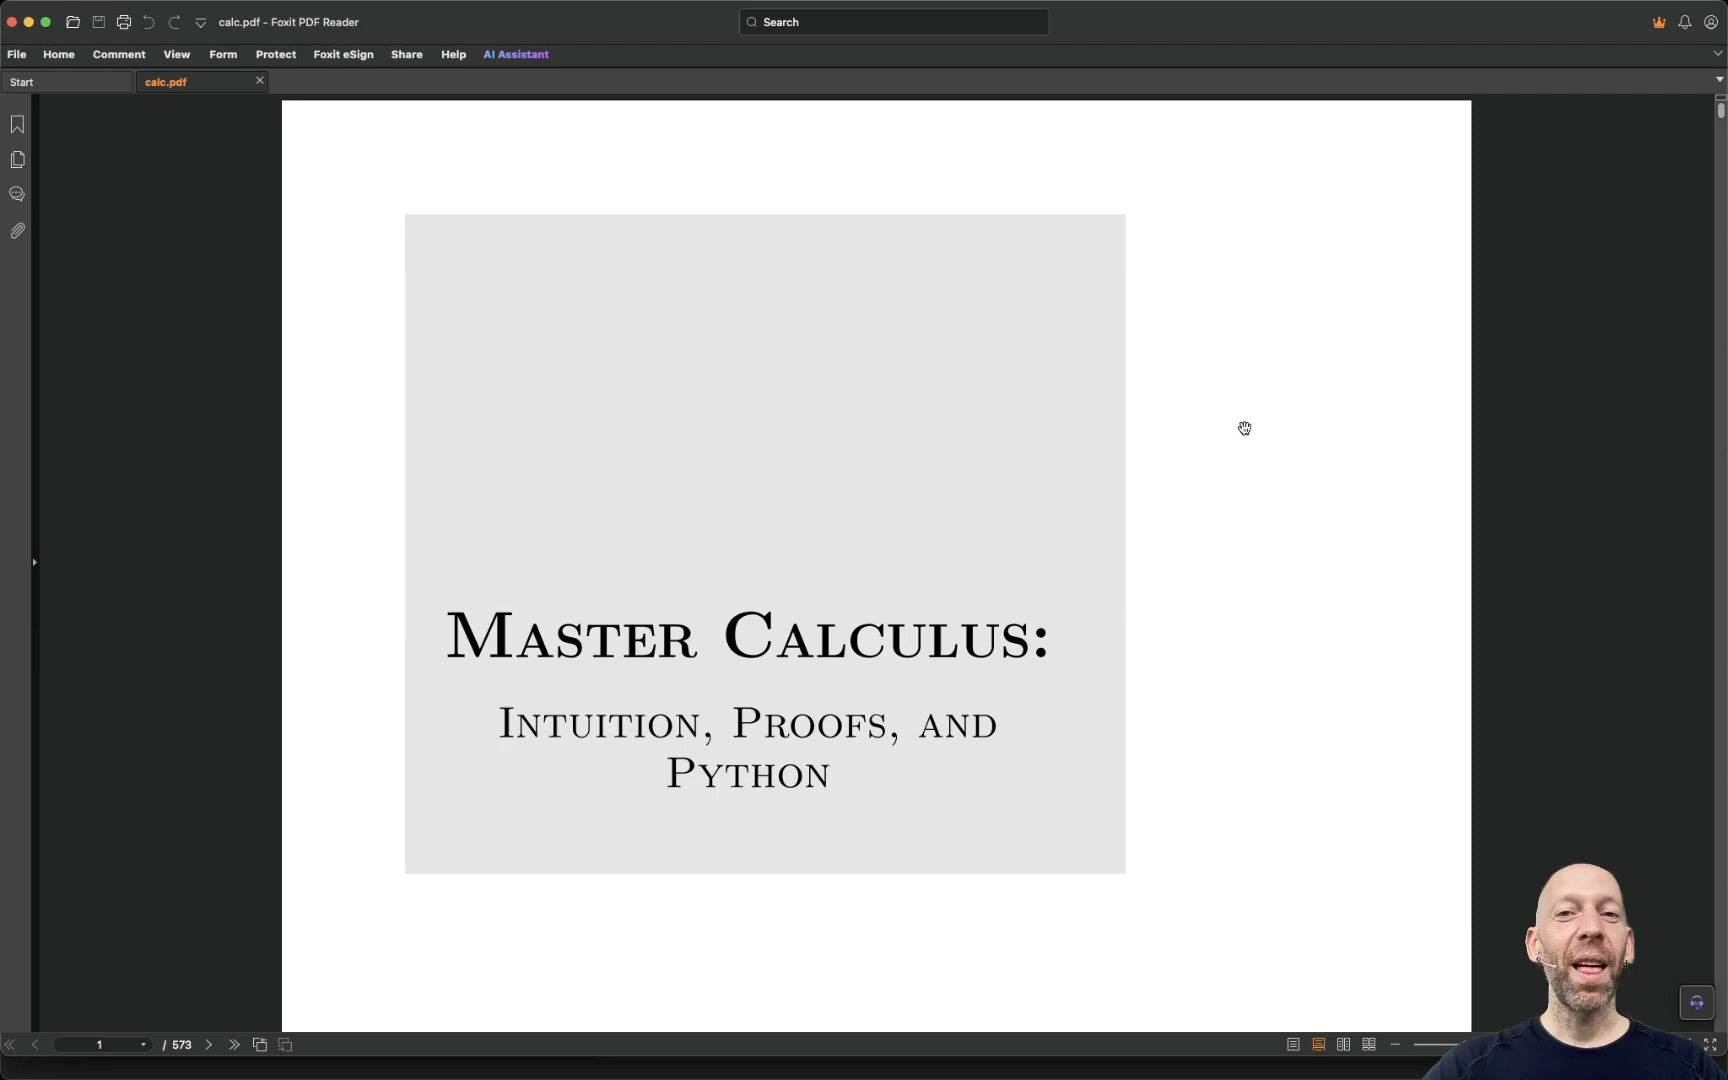 calc.pdf - Foxit PDF Reader
Search
File Home Comment View Form Protect Foxit eSign Share Help AI Assistant
Start
calc.pdf
MASTER CALCULUS:
INTUITION, PROOFS, AND
PYTHON
1 / 573